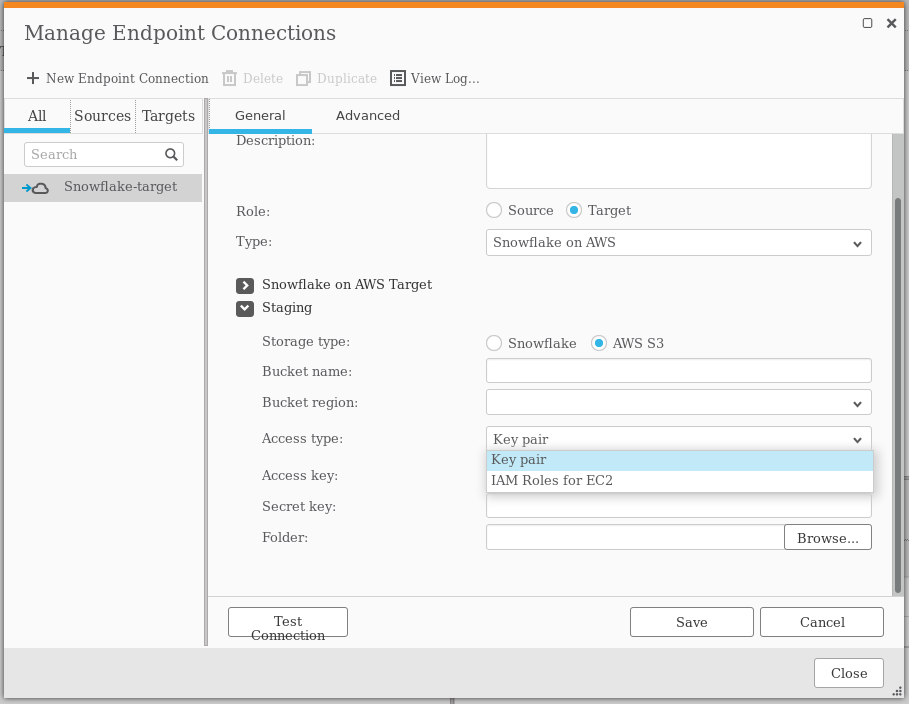 Manage Endpoint Connections
New Endpoint Connection Delete Duplicate View Log...
All Sources Targets General Advanced
Search
Snowflake-target
Description:
Role: Source Target
Type: Snowflake on AWS
Snowflake on AWS Target
Staging
Storage type: Snowflake AWS S3
Bucket name:
Bucket region:
Access type: Key pair
Key pair
IAM Roles for EC2
Access key:
Secret key:
Folder: Browse...
Test
Connection
Save Cancel
Close